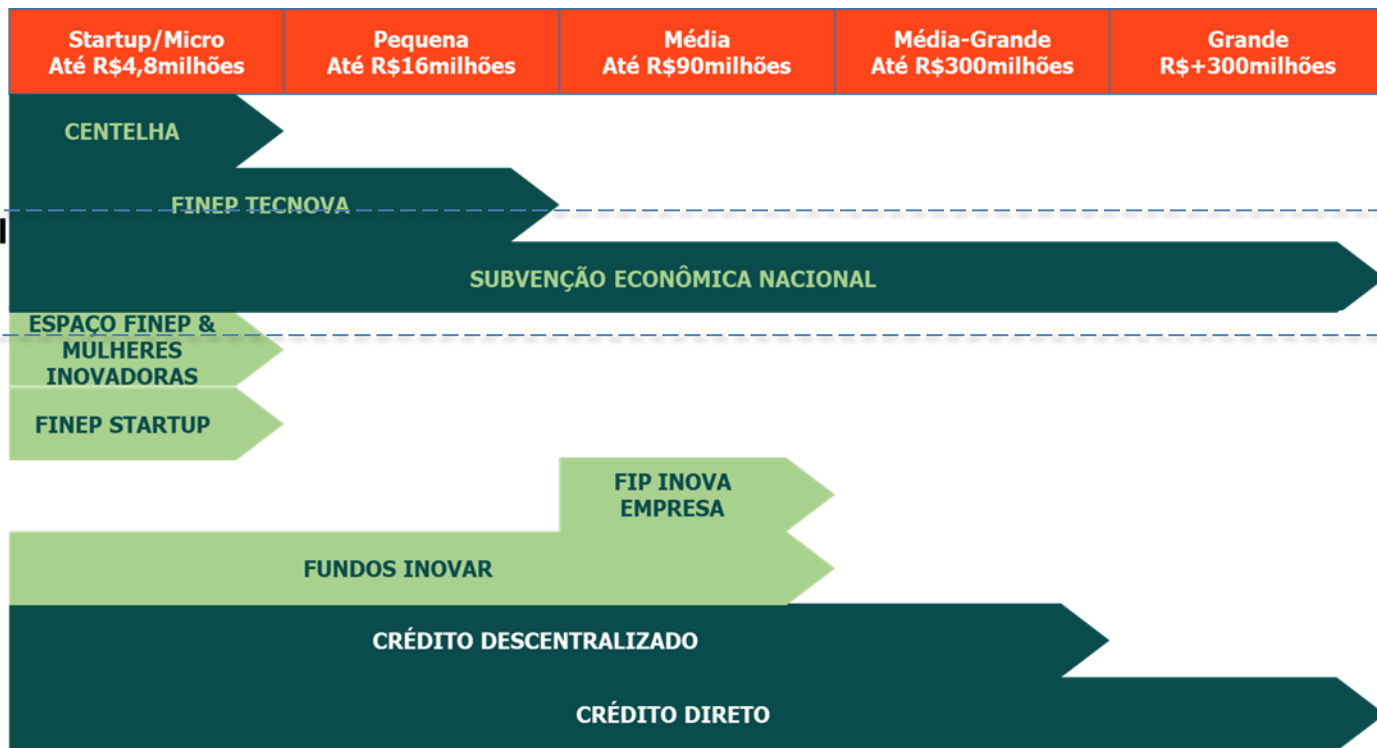 Startup/Micro
Até R$4,8milhões
Pequena
Até R$16milhões
Média
Até R$90milhões
Média-Grande
Até R$300milhões
Grande
R$+300milhões
CENTELHA
FINEP TECNOVA
SUBVENÇÃO ECONÔMICA NACIONAL
ESPAÇO FINEP &
MULHERES
INOVADORAS
FINEP STARTUP
FIP INOVA
EMPRESA
FUNDOS INOVAR
CRÉDITO DESCENTRALIZADO
CRÉDITO DIRETO